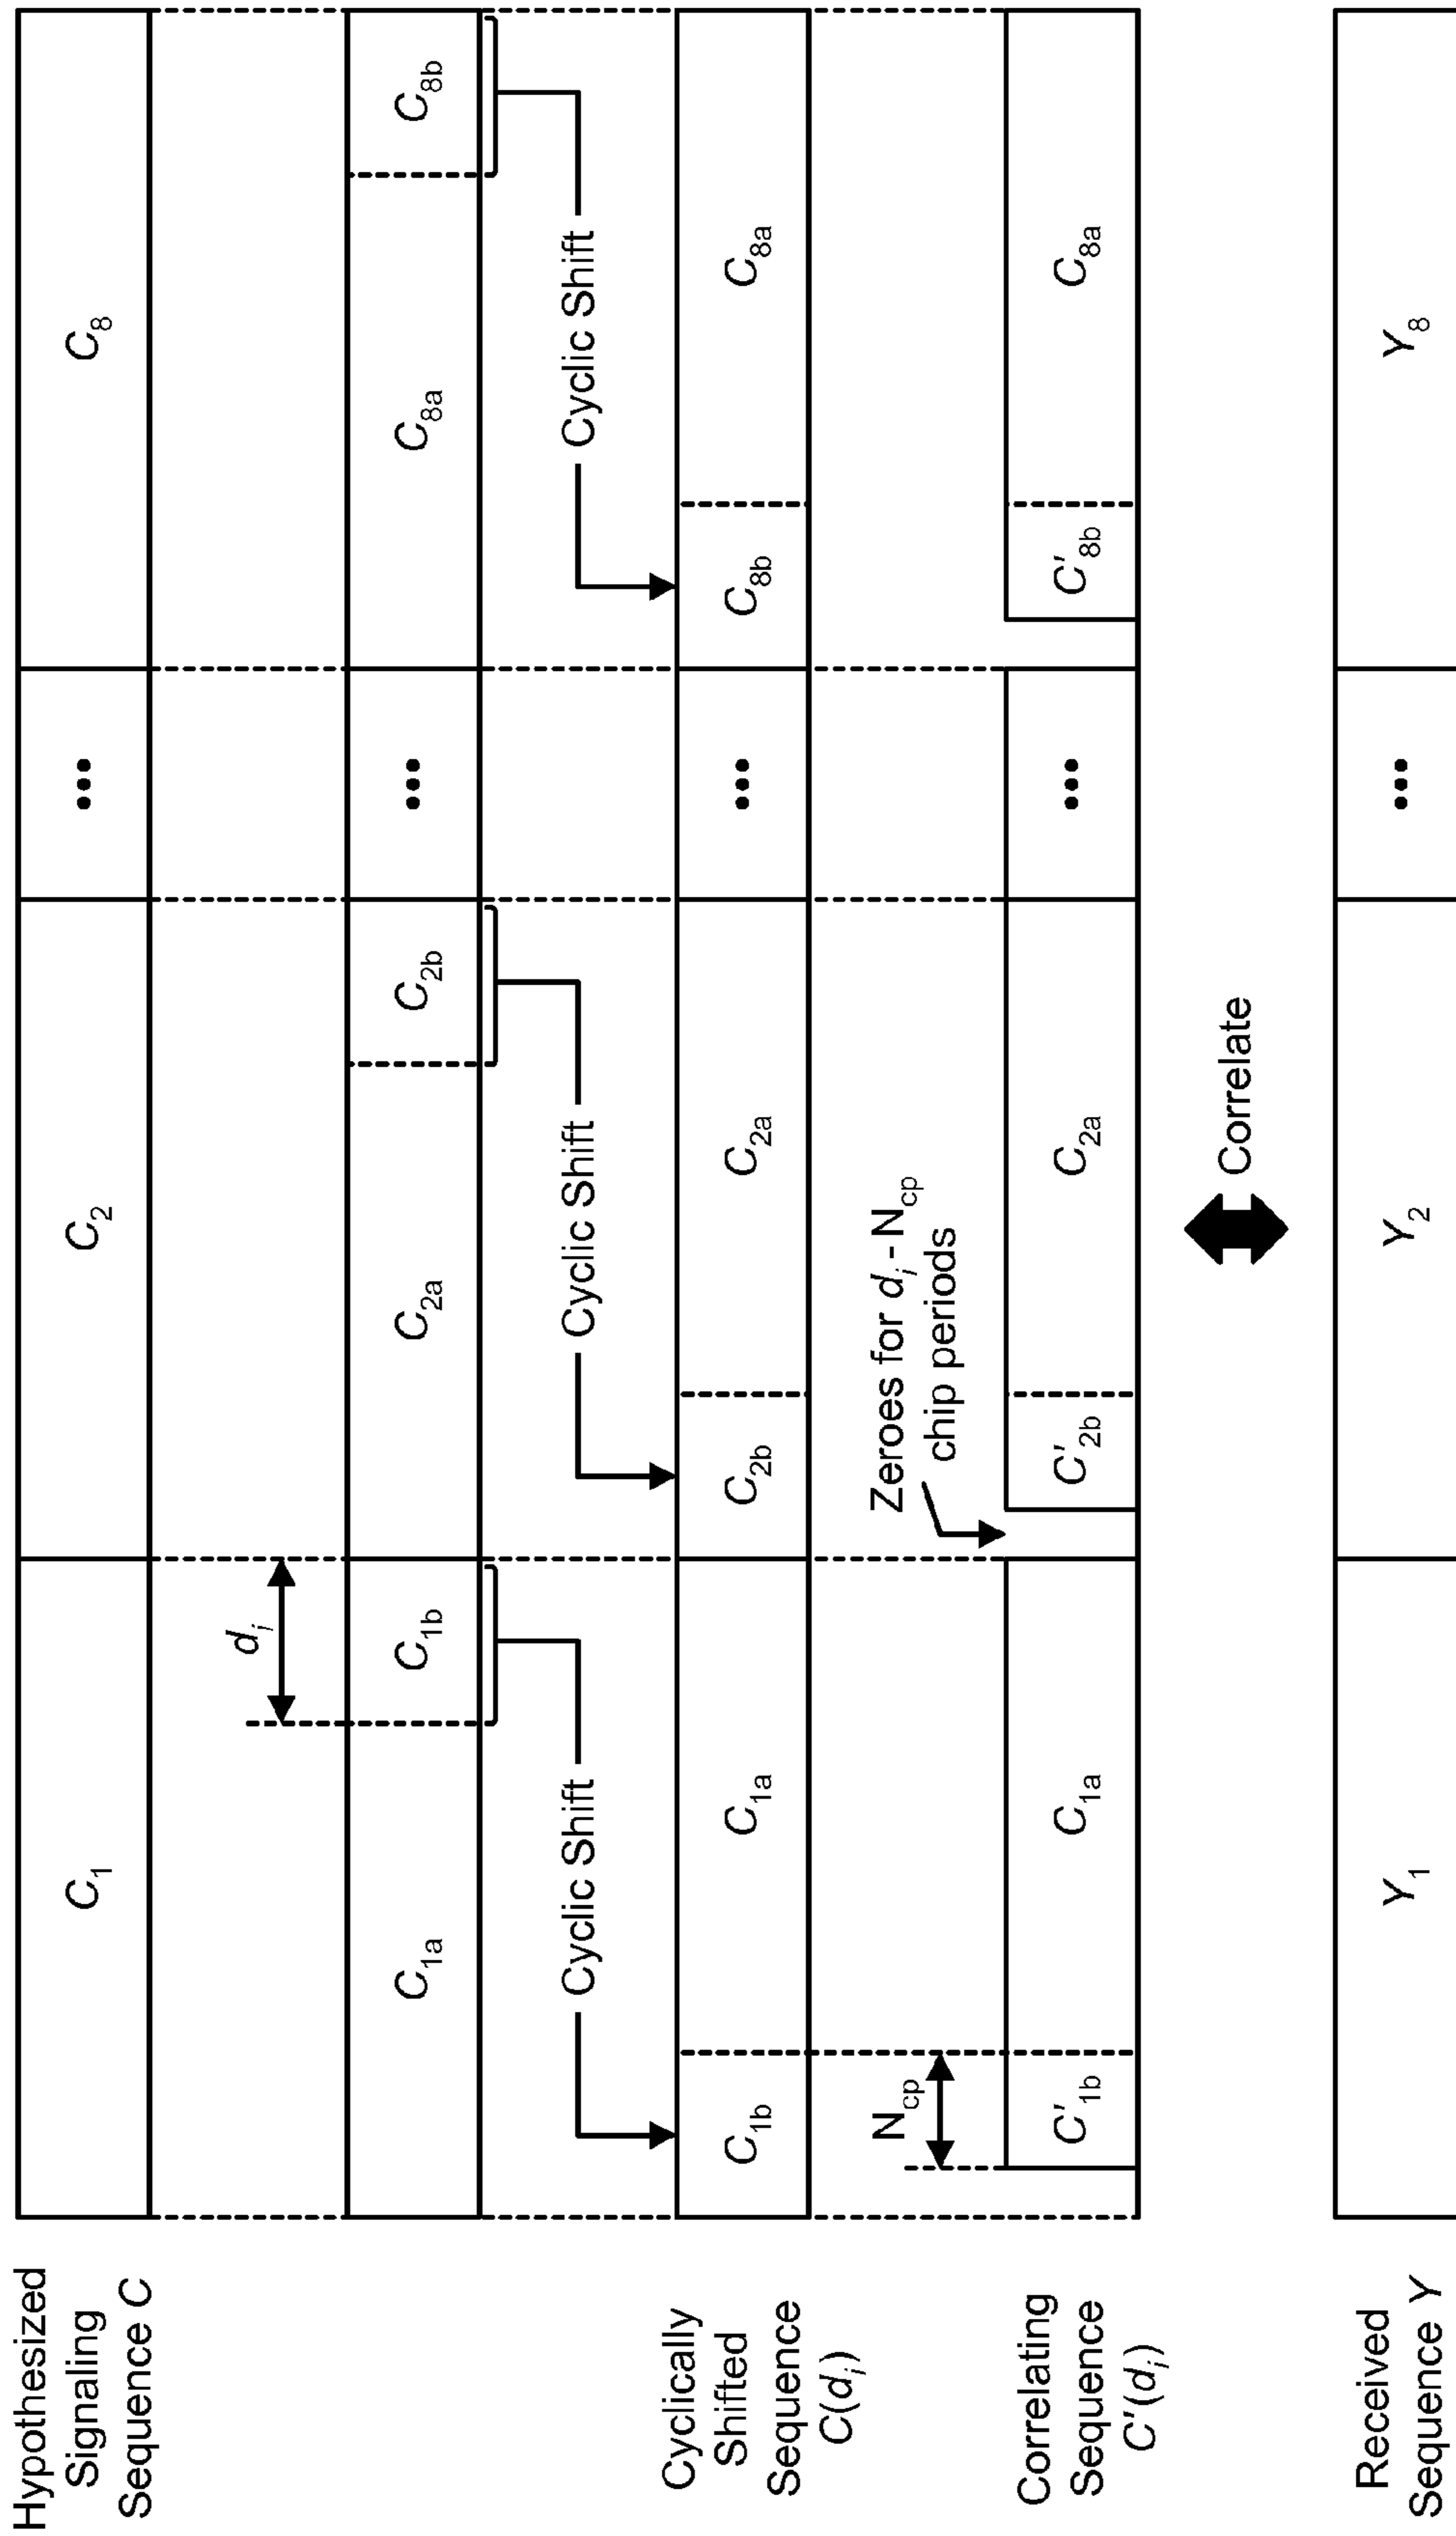 Hypothesized
Signaling
Sequence C
C1
C2
•••
C8
di
C1a
C1b
C2a
C2b
•••
C8a
C8b
Cyclic Shift
Cyclic Shift
Cyclic Shift
Cyclically
Shifted
Sequence
C(di)
C1b
C1a
C2b
C2a
•••
C8b
C8a
Ncp
Zeroes for di - Ncp
chip periods
Correlating
Sequence
C'(di)
C'1b
C1a
C'2b
C2a
•••
C'8b
C8a
Correlate
Received
Sequence Y
Y1
Y2
•••
Y8